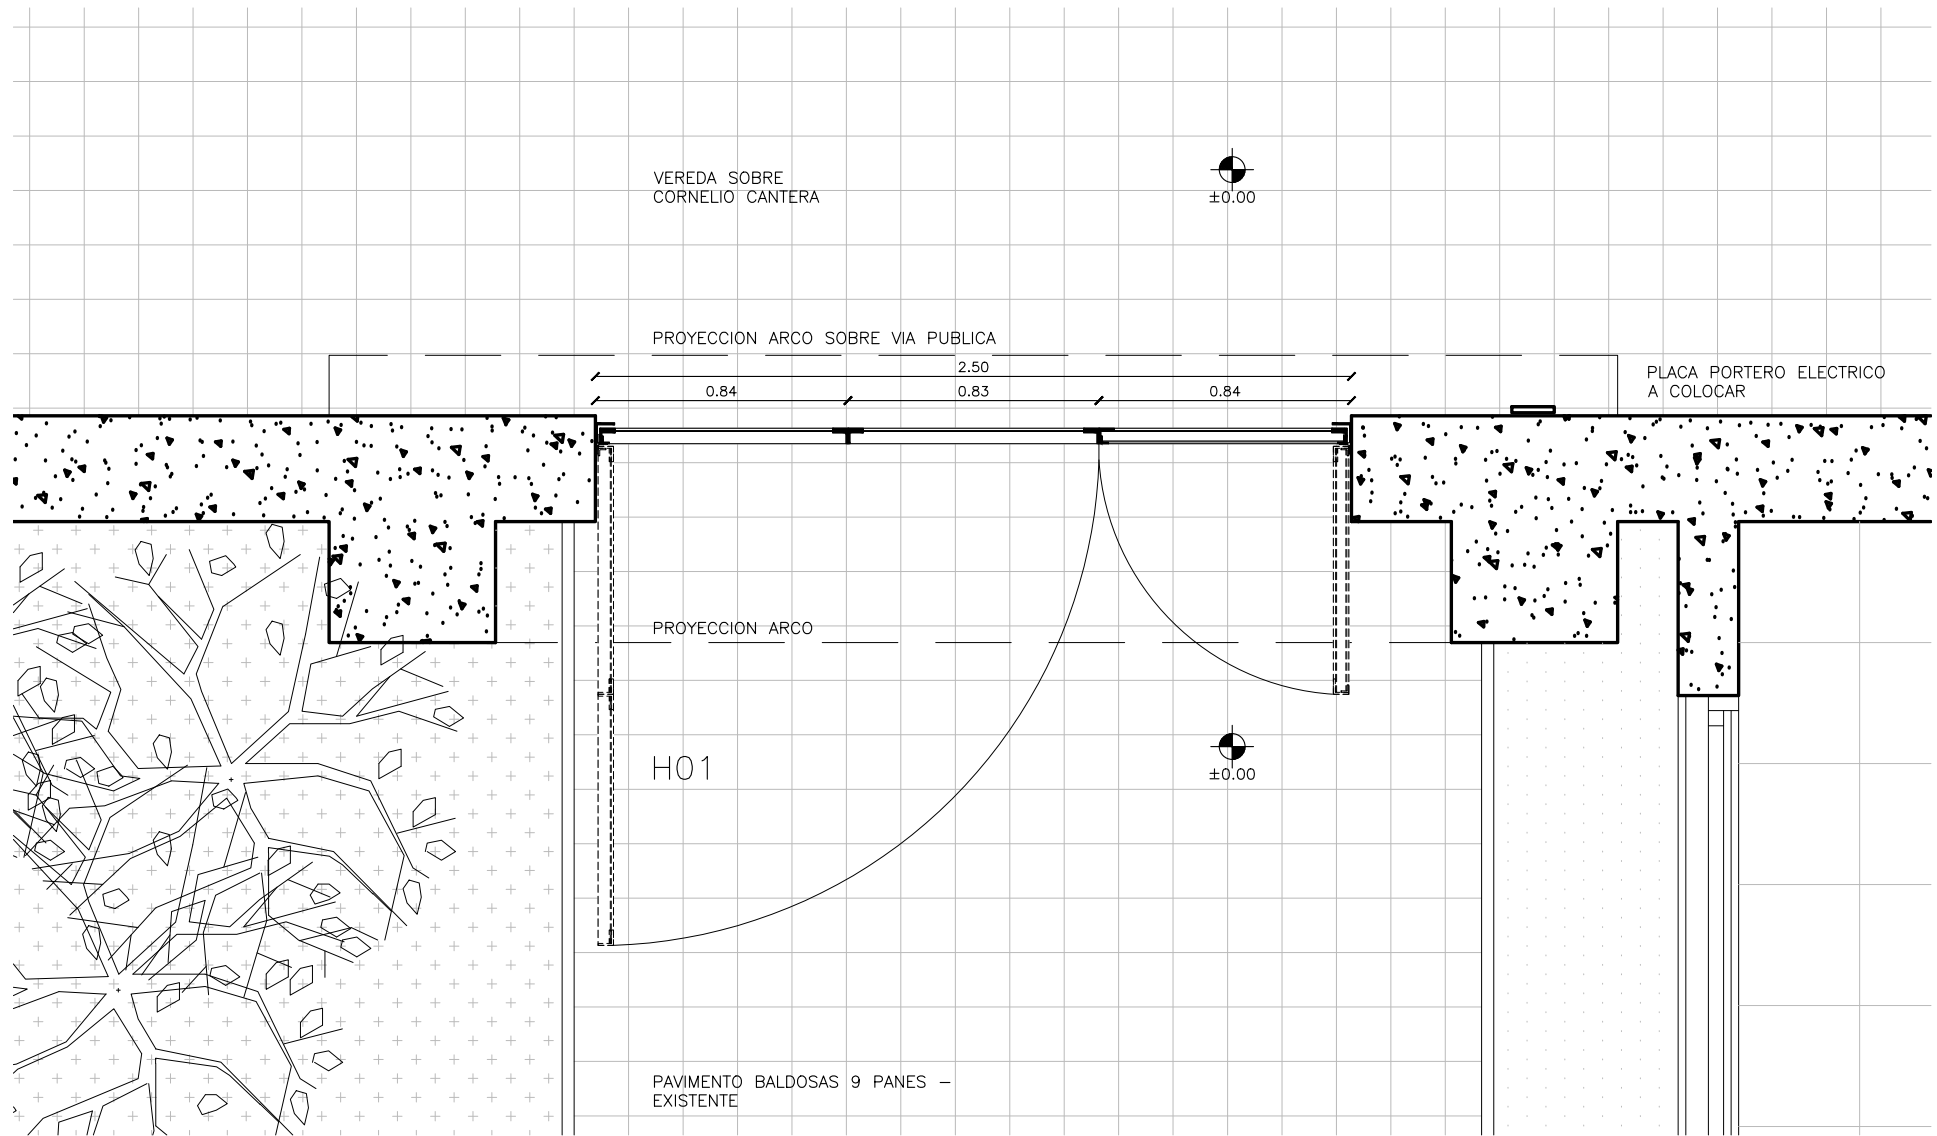 VEREDA SOBRE
CORNELIO CANTERA
±0.00
PROYECCION ARCO SOBRE VIA PUBLICA
2.50
0.84
0.83
0.84
PLACA PORTERO ELECTRICO
A COLOCAR
PROYECCION ARCO
H01
±0.00
PAVIMENTO BALDOSAS 9 PANES –
EXISTENTE